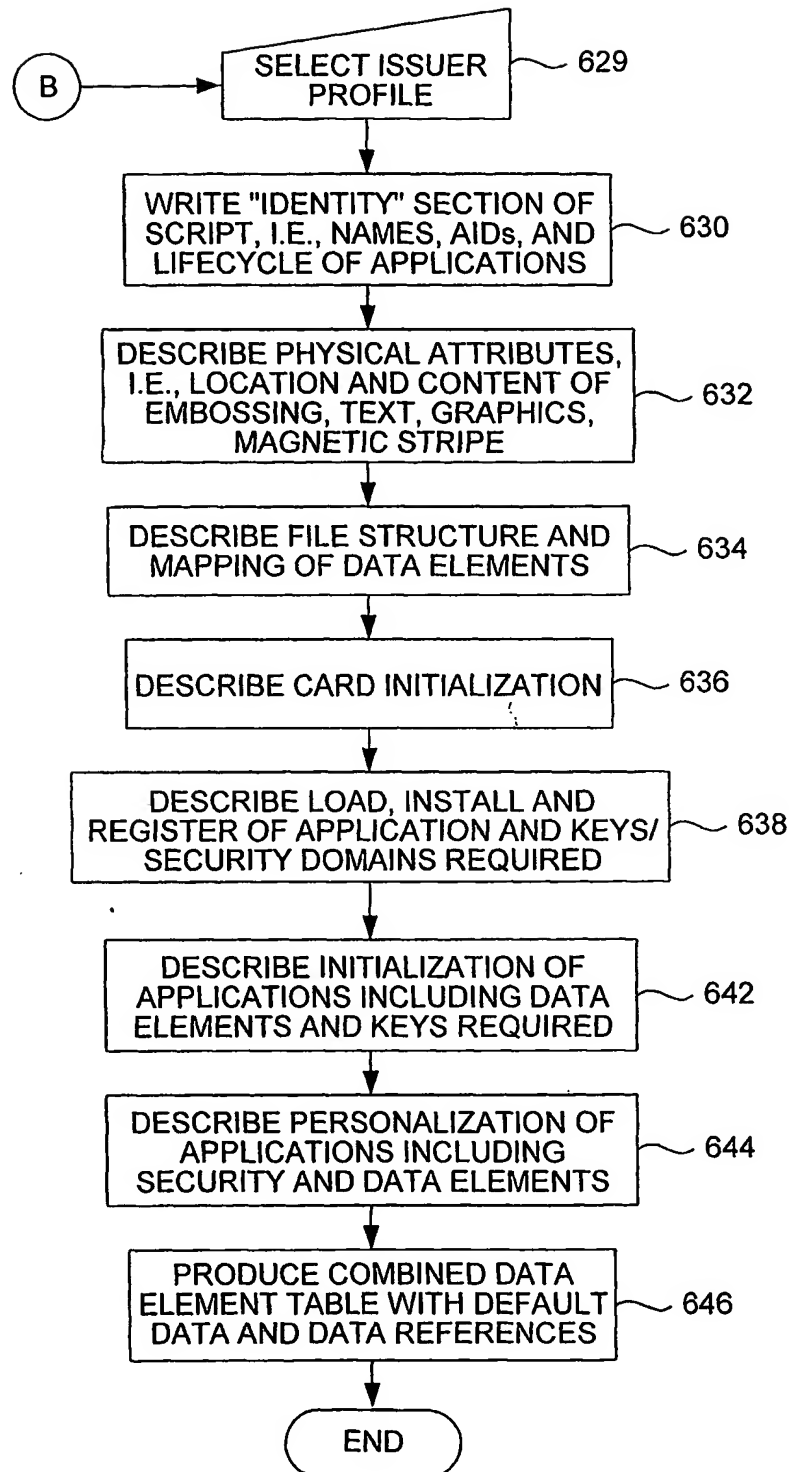 B
SELECT ISSUER
PROFILE
629
WRITE "IDENTITY" SECTION OF
SCRIPT, I.E., NAMES, AIDs, AND
LIFECYCLE OF APPLICATIONS
630
DESCRIBE PHYSICAL ATTRIBUTES,
I.E., LOCATION AND CONTENT OF
EMBOSSING, TEXT, GRAPHICS,
MAGNETIC STRIPE
632
DESCRIBE FILE STRUCTURE AND
MAPPING OF DATA ELEMENTS
634
DESCRIBE CARD INITIALIZATION
636
DESCRIBE LOAD, INSTALL AND
REGISTER OF APPLICATION AND KEYS/
SECURITY DOMAINS REQUIRED
638
DESCRIBE INITIALIZATION OF
APPLICATIONS INCLUDING DATA
ELEMENTS AND KEYS REQUIRED
642
DESCRIBE PERSONALIZATION OF
APPLICATIONS INCLUDING
SECURITY AND DATA ELEMENTS
644
PRODUCE COMBINED DATA
ELEMENT TABLE WITH DEFAULT
DATA AND DATA REFERENCES
646
END